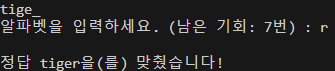 tige_
알파벳을 입력하세요. (남은 기회: 7번) : r
정답 tiger을(를) 맞췄습니다!